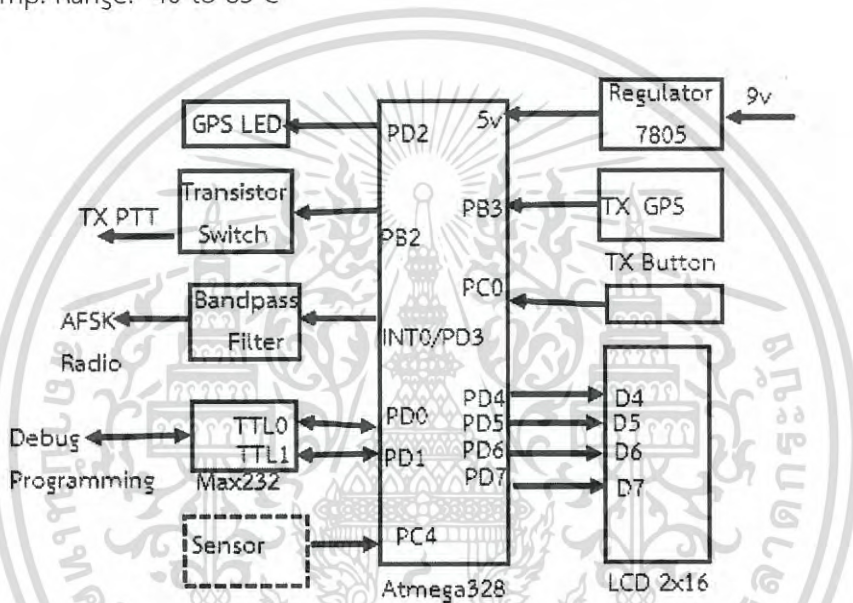 Range: -40 to 85°C
GPS LED
PD2
5v
Regulator
7805
9v
Transistor
Switch
TX PTT
PB2
PB3
TX GPS
TX Button
PC0
Bandpass
Filter
AFSK
Radio
INT0/PD3
PD4
PD5
PD6
PD7
D4
D5
D6
D7
TTL0
TTL1
PD0
PD1
Debug
Programming
Max232
Sensor
PC4
Atmega328
LCD 2x16